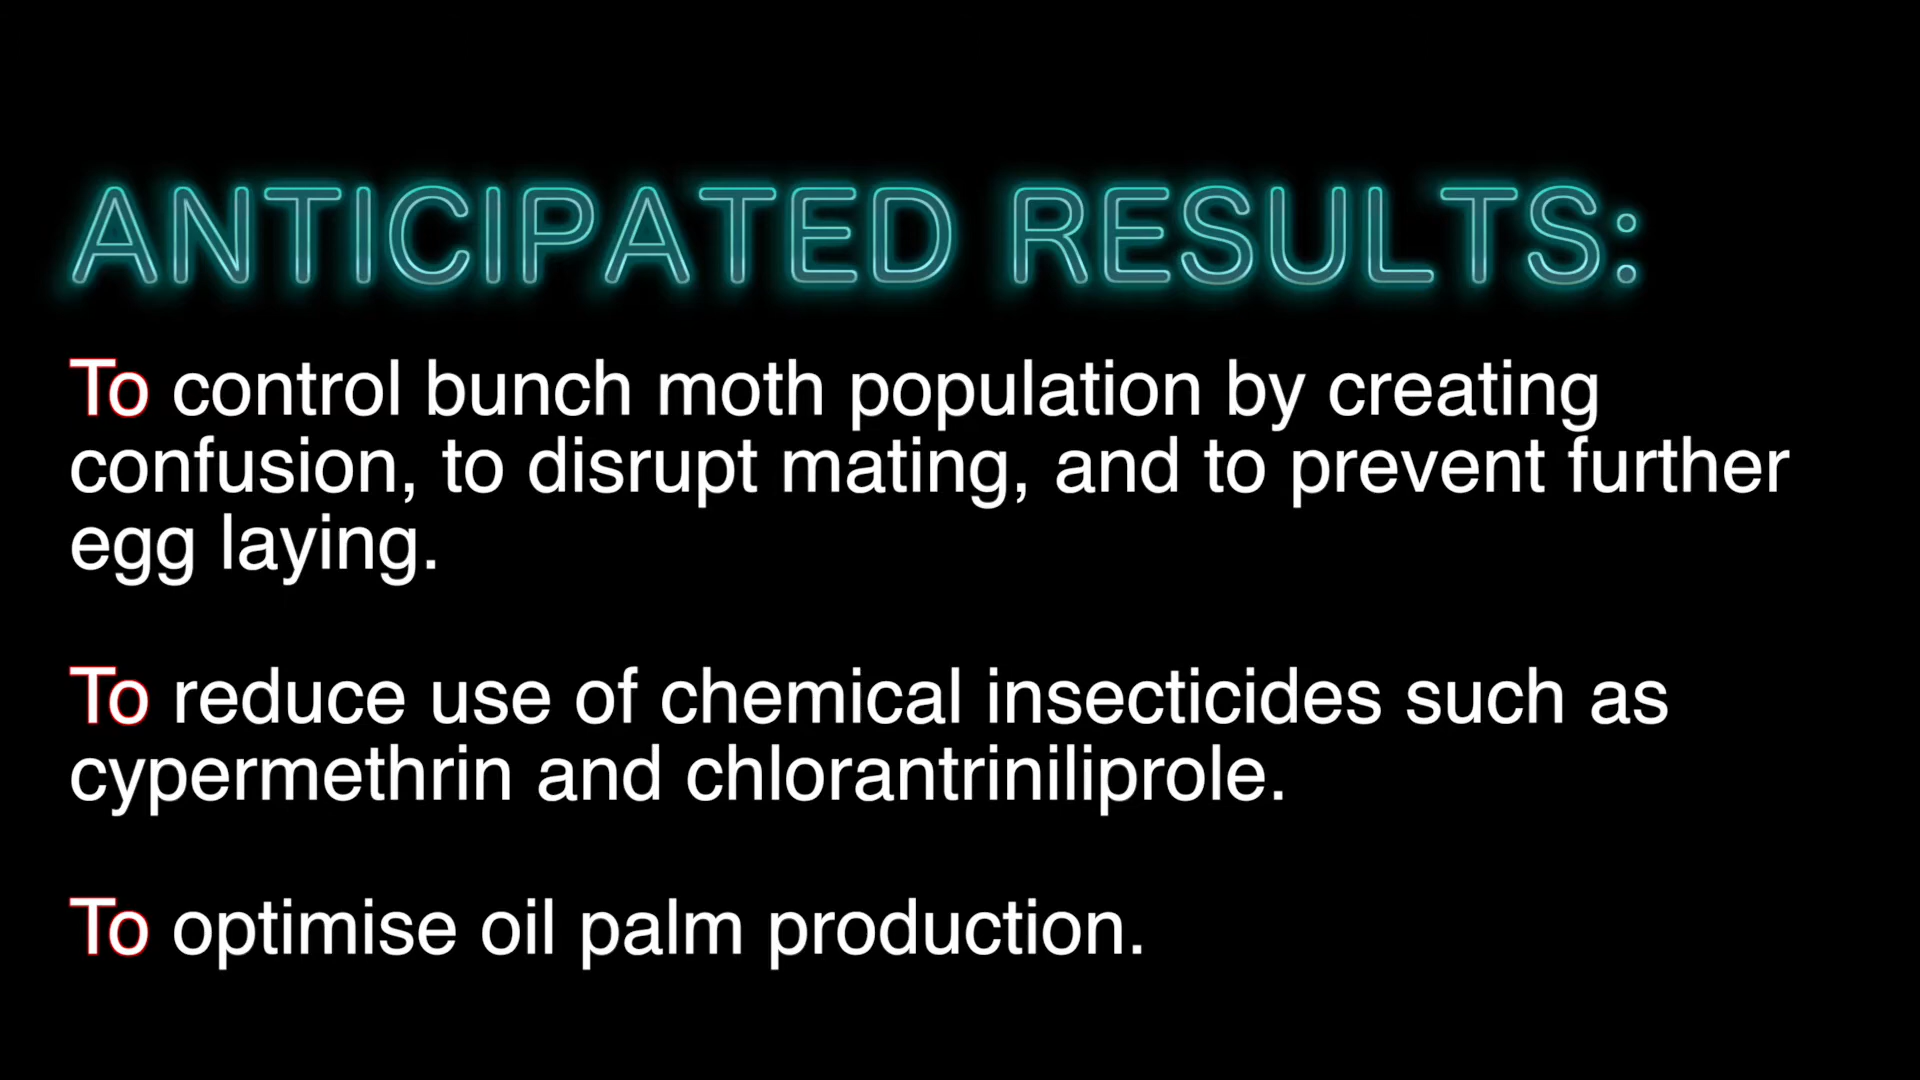 ANTICIPATED RESULTS:
To control bunch moth population by creating
confusion, to disrupt mating, and to prevent further
egg laying.
To reduce use of chemical insecticides such as
cypermethrin and chlorantriniliprole.
To optimise oil palm production.